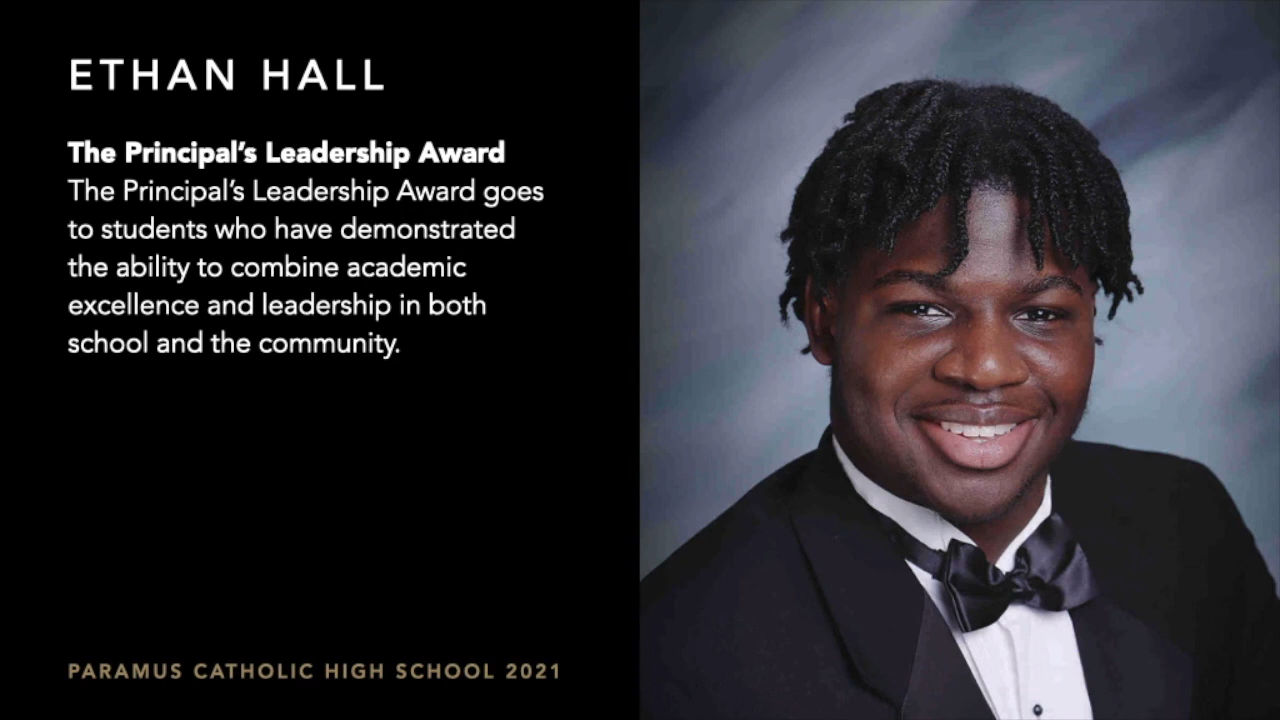 ETHAN HALL
The Principal’s Leadership Award
The Principal’s Leadership Award goes
to students who have demonstrated
the ability to combine academic
excellence and leadership in both
school and the community.
PARAMUS CATHOLIC HIGH SCHOOL 2021